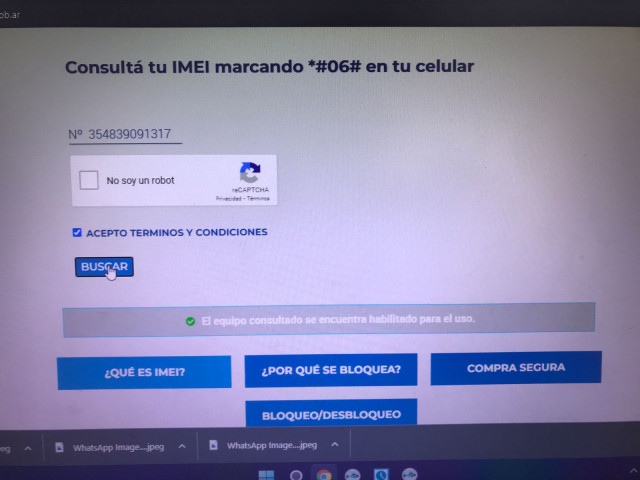 ob.ar
Consultá tu IMEI marcando *#06# en tu celular
Nº 354839091317
No soy un robot
reCAPTCHA
Privacidad - Términos
ACEPTO TERMINOS Y CONDICIONES
BUSCAR
El equipo consultado se encuentra habilitado para el uso.
¿QUÉ ES IMEI?
¿POR QUÉ SE BLOQUEA?
COMPRA SEGURA
BLOQUEO/DESBLOQUEO
eg
WhatsApp Image....jpeg
WhatsApp Image....jpeg